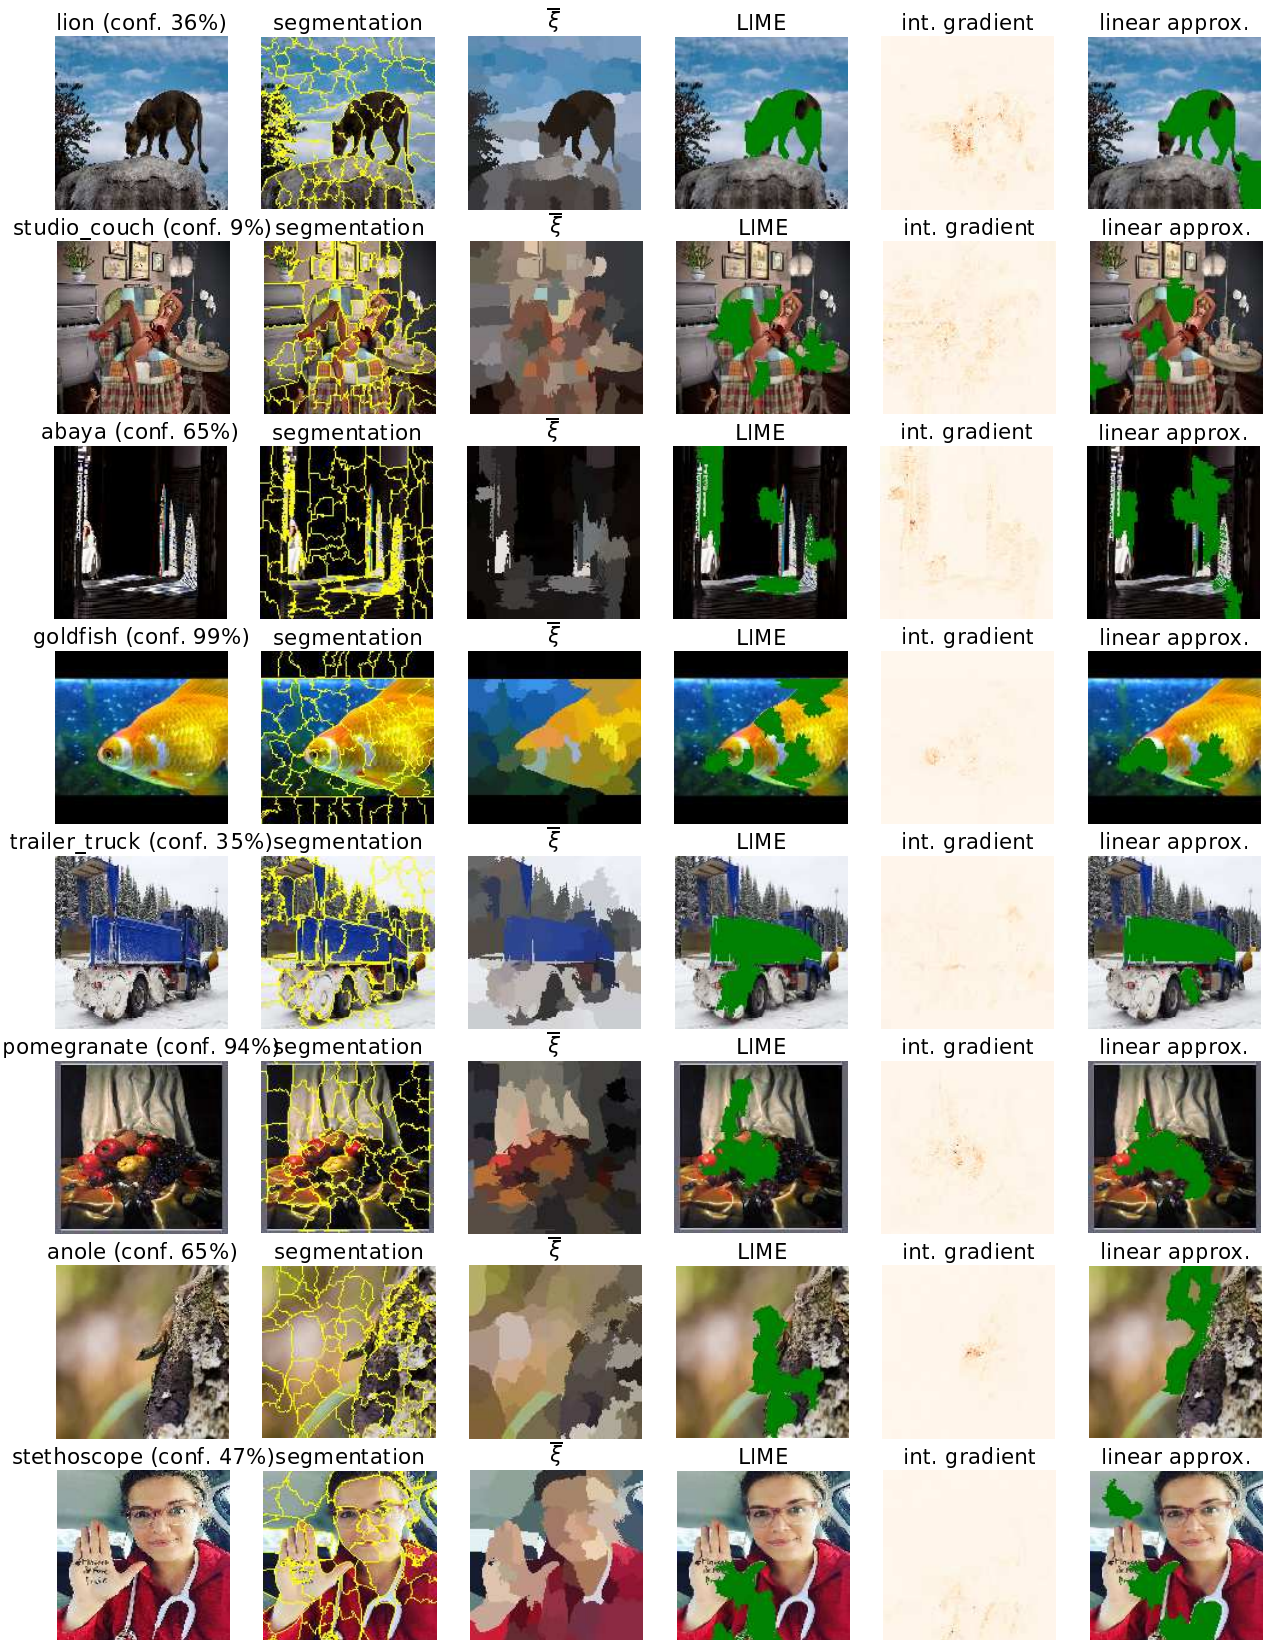 lion (conf. 36%) segmentation ξ̅ LIME int. gradient linear approx.
studio_couch (conf. 9%) segmentation ξ̅ LIME int. gradient linear approx.
abaya (conf. 65%) segmentation ξ̅ LIME int. gradient linear approx.
goldfish (conf. 99%) segmentation ξ̅ LIME int. gradient linear approx.
trailer_truck (conf. 35%) segmentation ξ̅ LIME int. gradient linear approx.
pomegranate (conf. 94%) segmentation ξ̅ LIME int. gradient linear approx.
anole (conf. 65%) segmentation ξ̅ LIME int. gradient linear approx.
stethoscope (conf. 47%) segmentation ξ̅ LIME int. gradient linear approx.